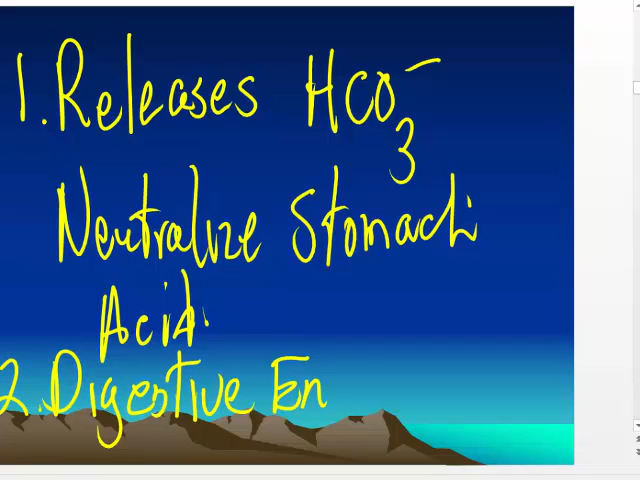 1. Releases HCO₃⁻
Neutralize Stomach
Acid.
2. Digestive En